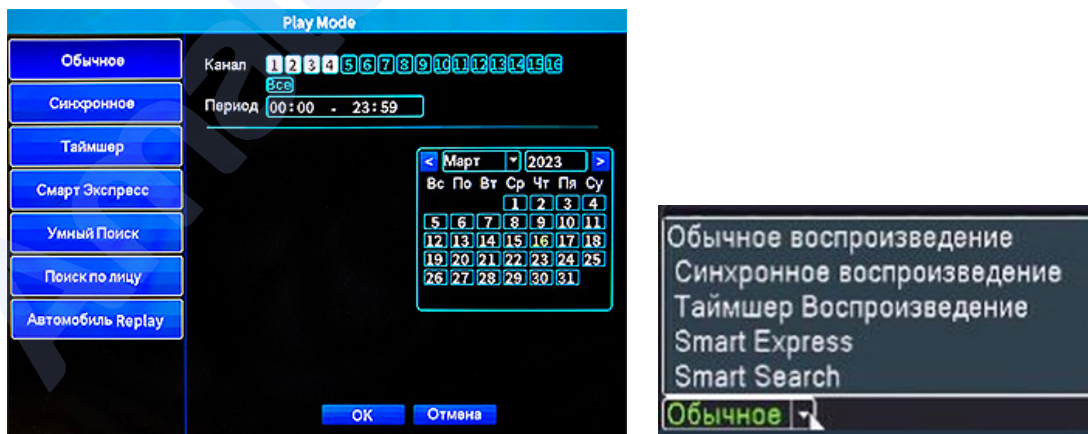 Play Mode
Обычное
Синхронное
Таймшер
Смарт Экспресс
Умный Поиск
Поиск по лицу
Автомобиль Replay
Канал 1 2 3 4 5 6 7 8 9 10 11 12 13 14 15 16
Все
Период 00:00 - 23:59
< Март 2023 >
Вс По Вт Ср Чт Пя Су
1 2 3 4
5 6 7 8 9 10 11
12 13 14 15 16 17 18
19 20 21 22 23 24 25
26 27 28 29 30 31
OK Отмена
Обычное воспроизведение
Синхронное воспроизведение
Таймшер Воспроизведение
Smart Express
Smart Search
Обычное